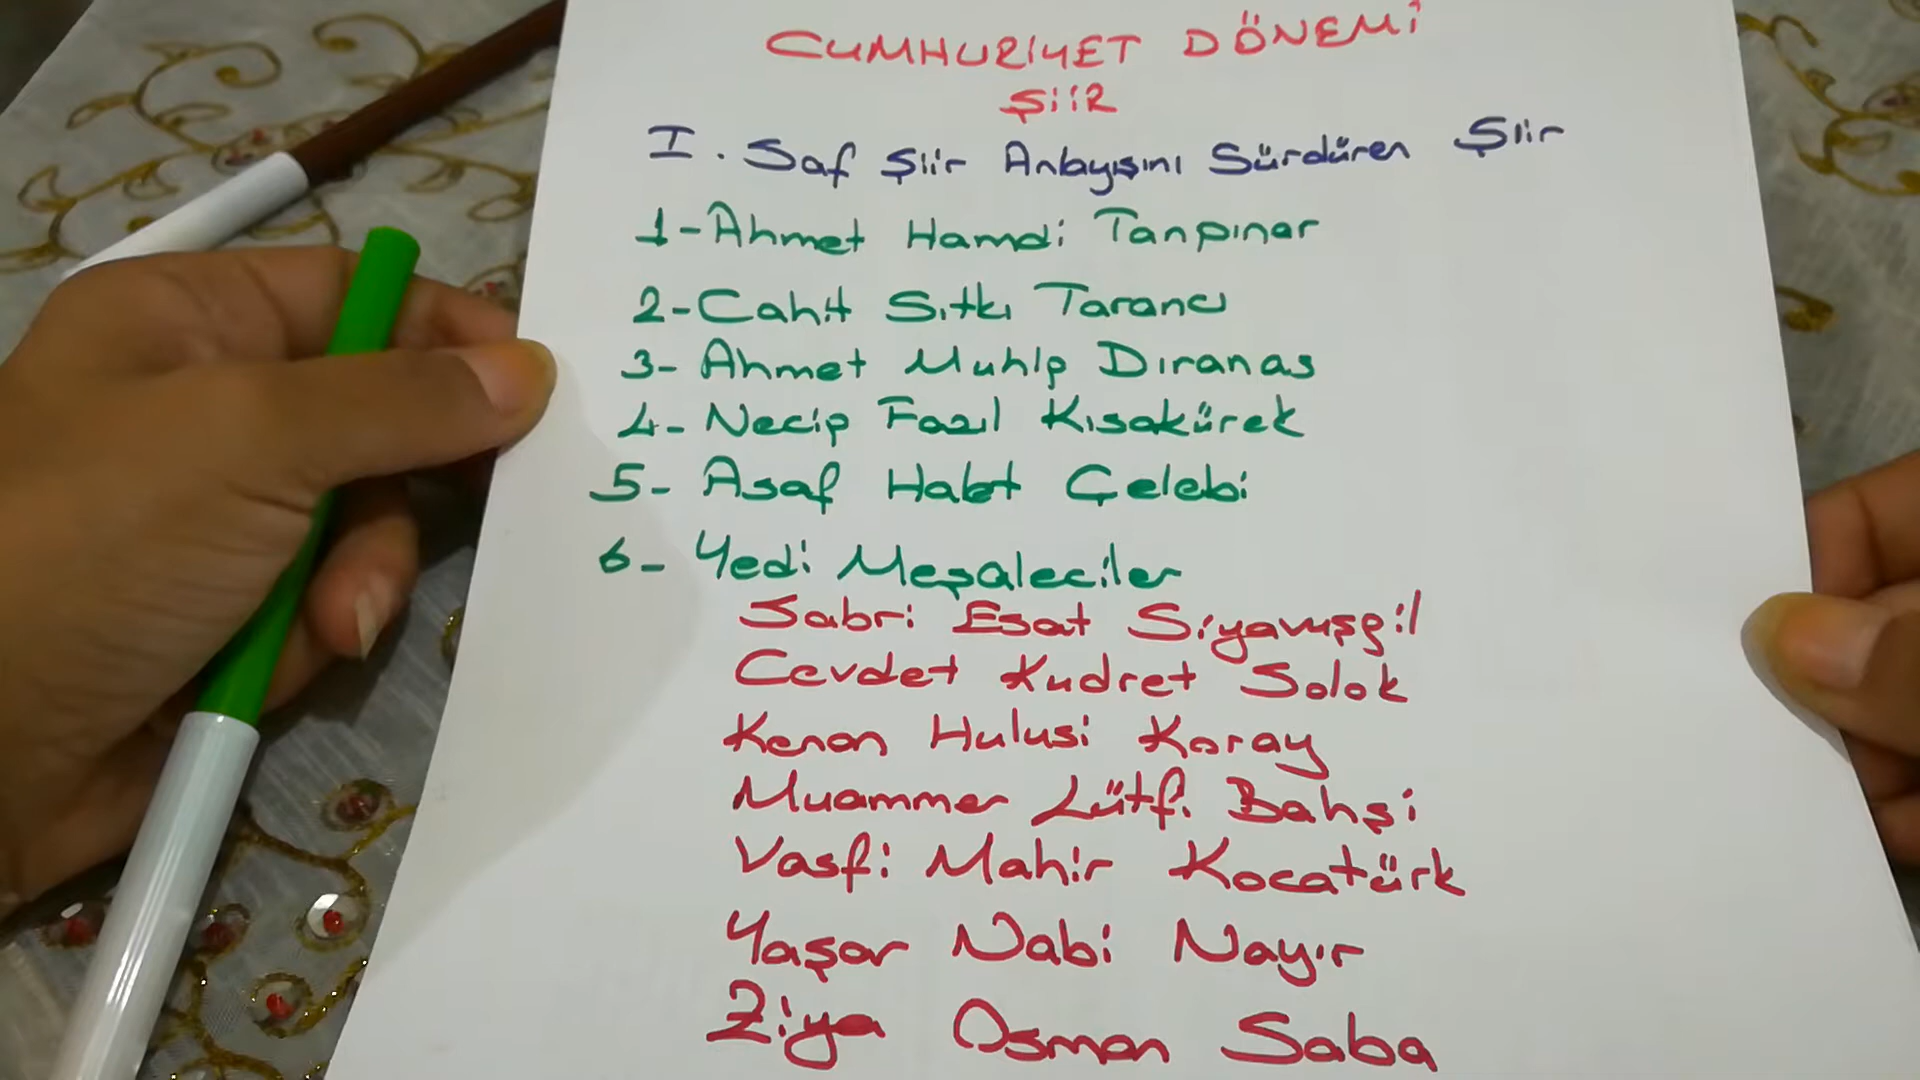 CUMHURİYET DÖNEMİ
ŞİİR
I. Saf Şiir Anlayışını Sürdüren Şiir
1- Ahmet Hamdi Tanpınar
2- Cahit Sıtkı Tarancı
3- Ahmet Muhip Dıranas
4- Necip Fazıl Kısakürek
5- Asaf Halet Çelebi
6- Yedi Meşaleciler
Sabri Esat Siyavuşgil
Cevdet Kudret Solok
Kenan Hulusi Koray
Muammer Lütfi Bahşi
Vasfi Mahir Kocatürk
Yaşar Nabi Nayır
Ziya Osman Saba